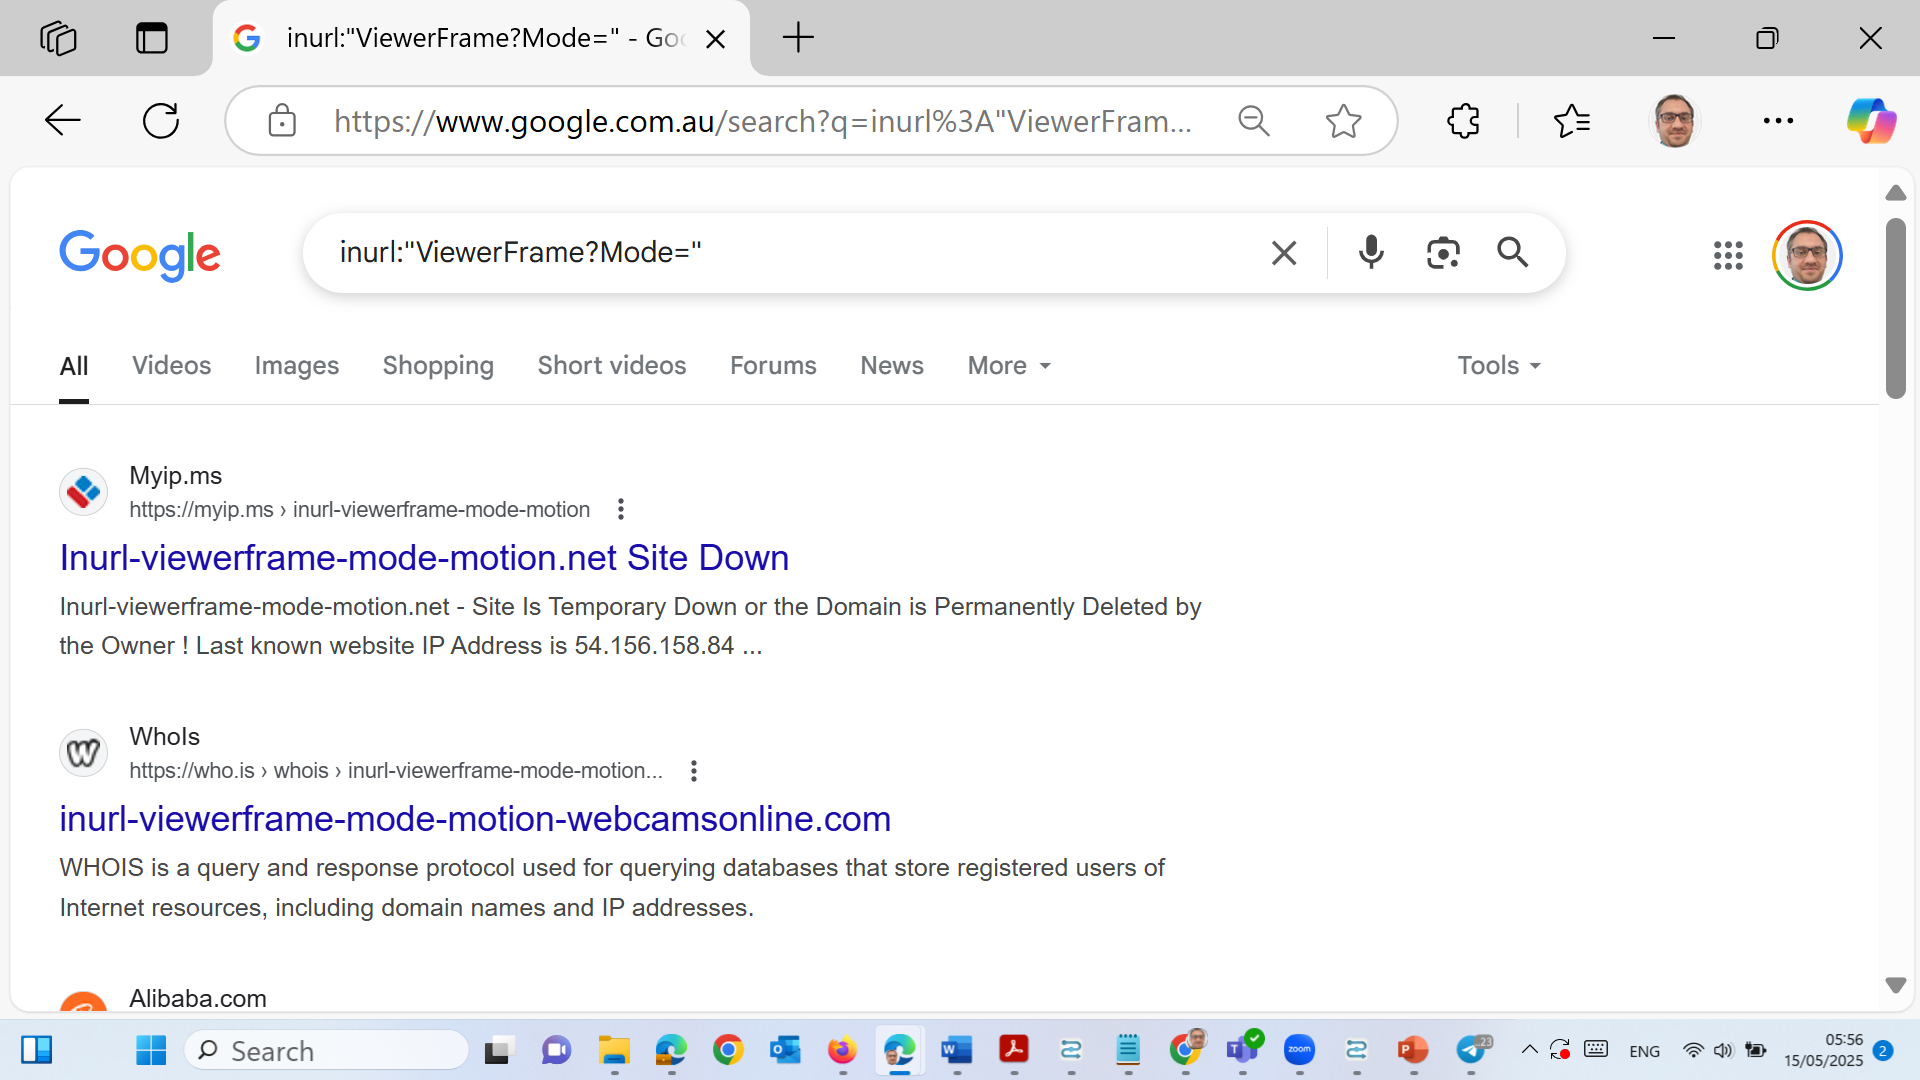 inurl:"ViewerFrame?Mode=" - Goo
https://www.google.com.au/search?q=inurl%3A"ViewerFram...
Google
inurl:"ViewerFrame?Mode="
All Videos Images Shopping Short videos Forums News More Tools
Myip.ms
https://myip.ms › inurl-viewerframe-mode-motion
Inurl-viewerframe-mode-motion.net Site Down
Inurl-viewerframe-mode-motion.net - Site Is Temporary Down or the Domain is Permanently Deleted by
the Owner ! Last known website IP Address is 54.156.158.84 ...
WhoIs
https://who.is › whois › inurl-viewerframe-mode-motion...
inurl-viewerframe-mode-motion-webcamsonline.com
WHOIS is a query and response protocol used for querying databases that store registered users of
Internet resources, including domain names and IP addresses.
Alibaba.com
Search
zoom
23
ENG
05:56
15/05/2025
2